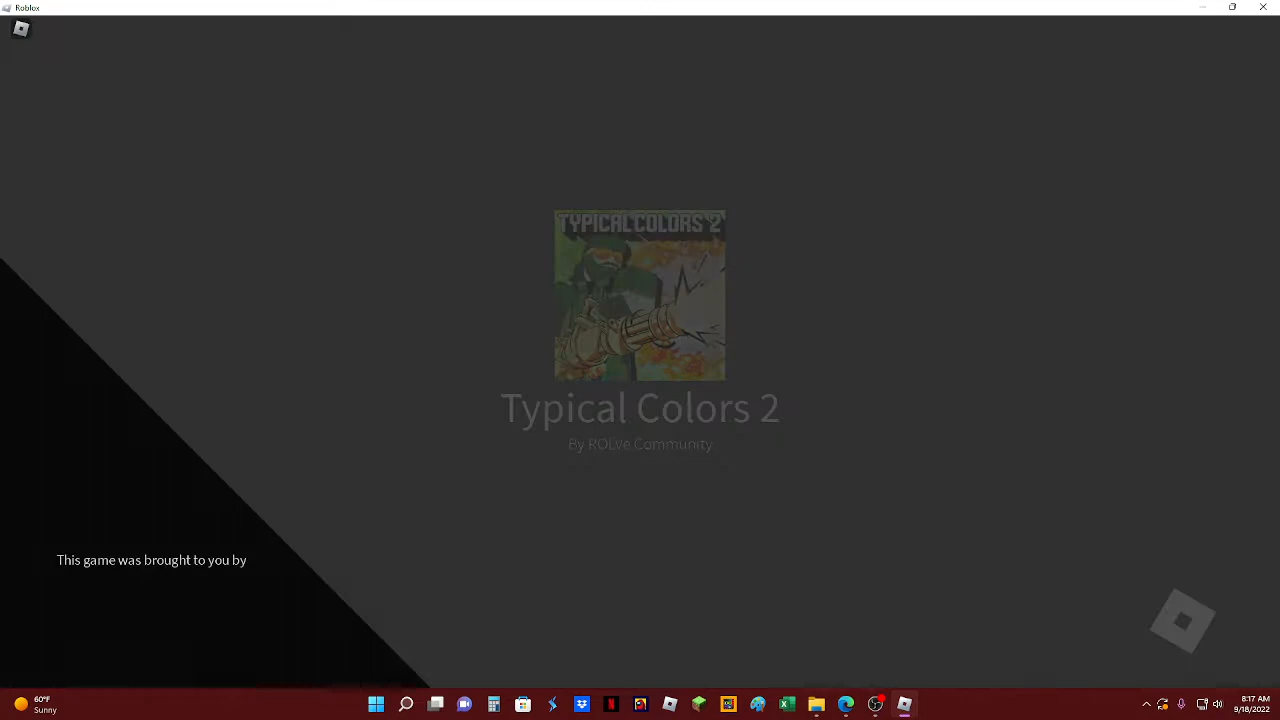 Roblox
TYPICAL COLORS 2
Typical Colors 2
By ROLVe Community
This game was brought to you by
60°F
Sunny
8:17 AM
9/18/2022